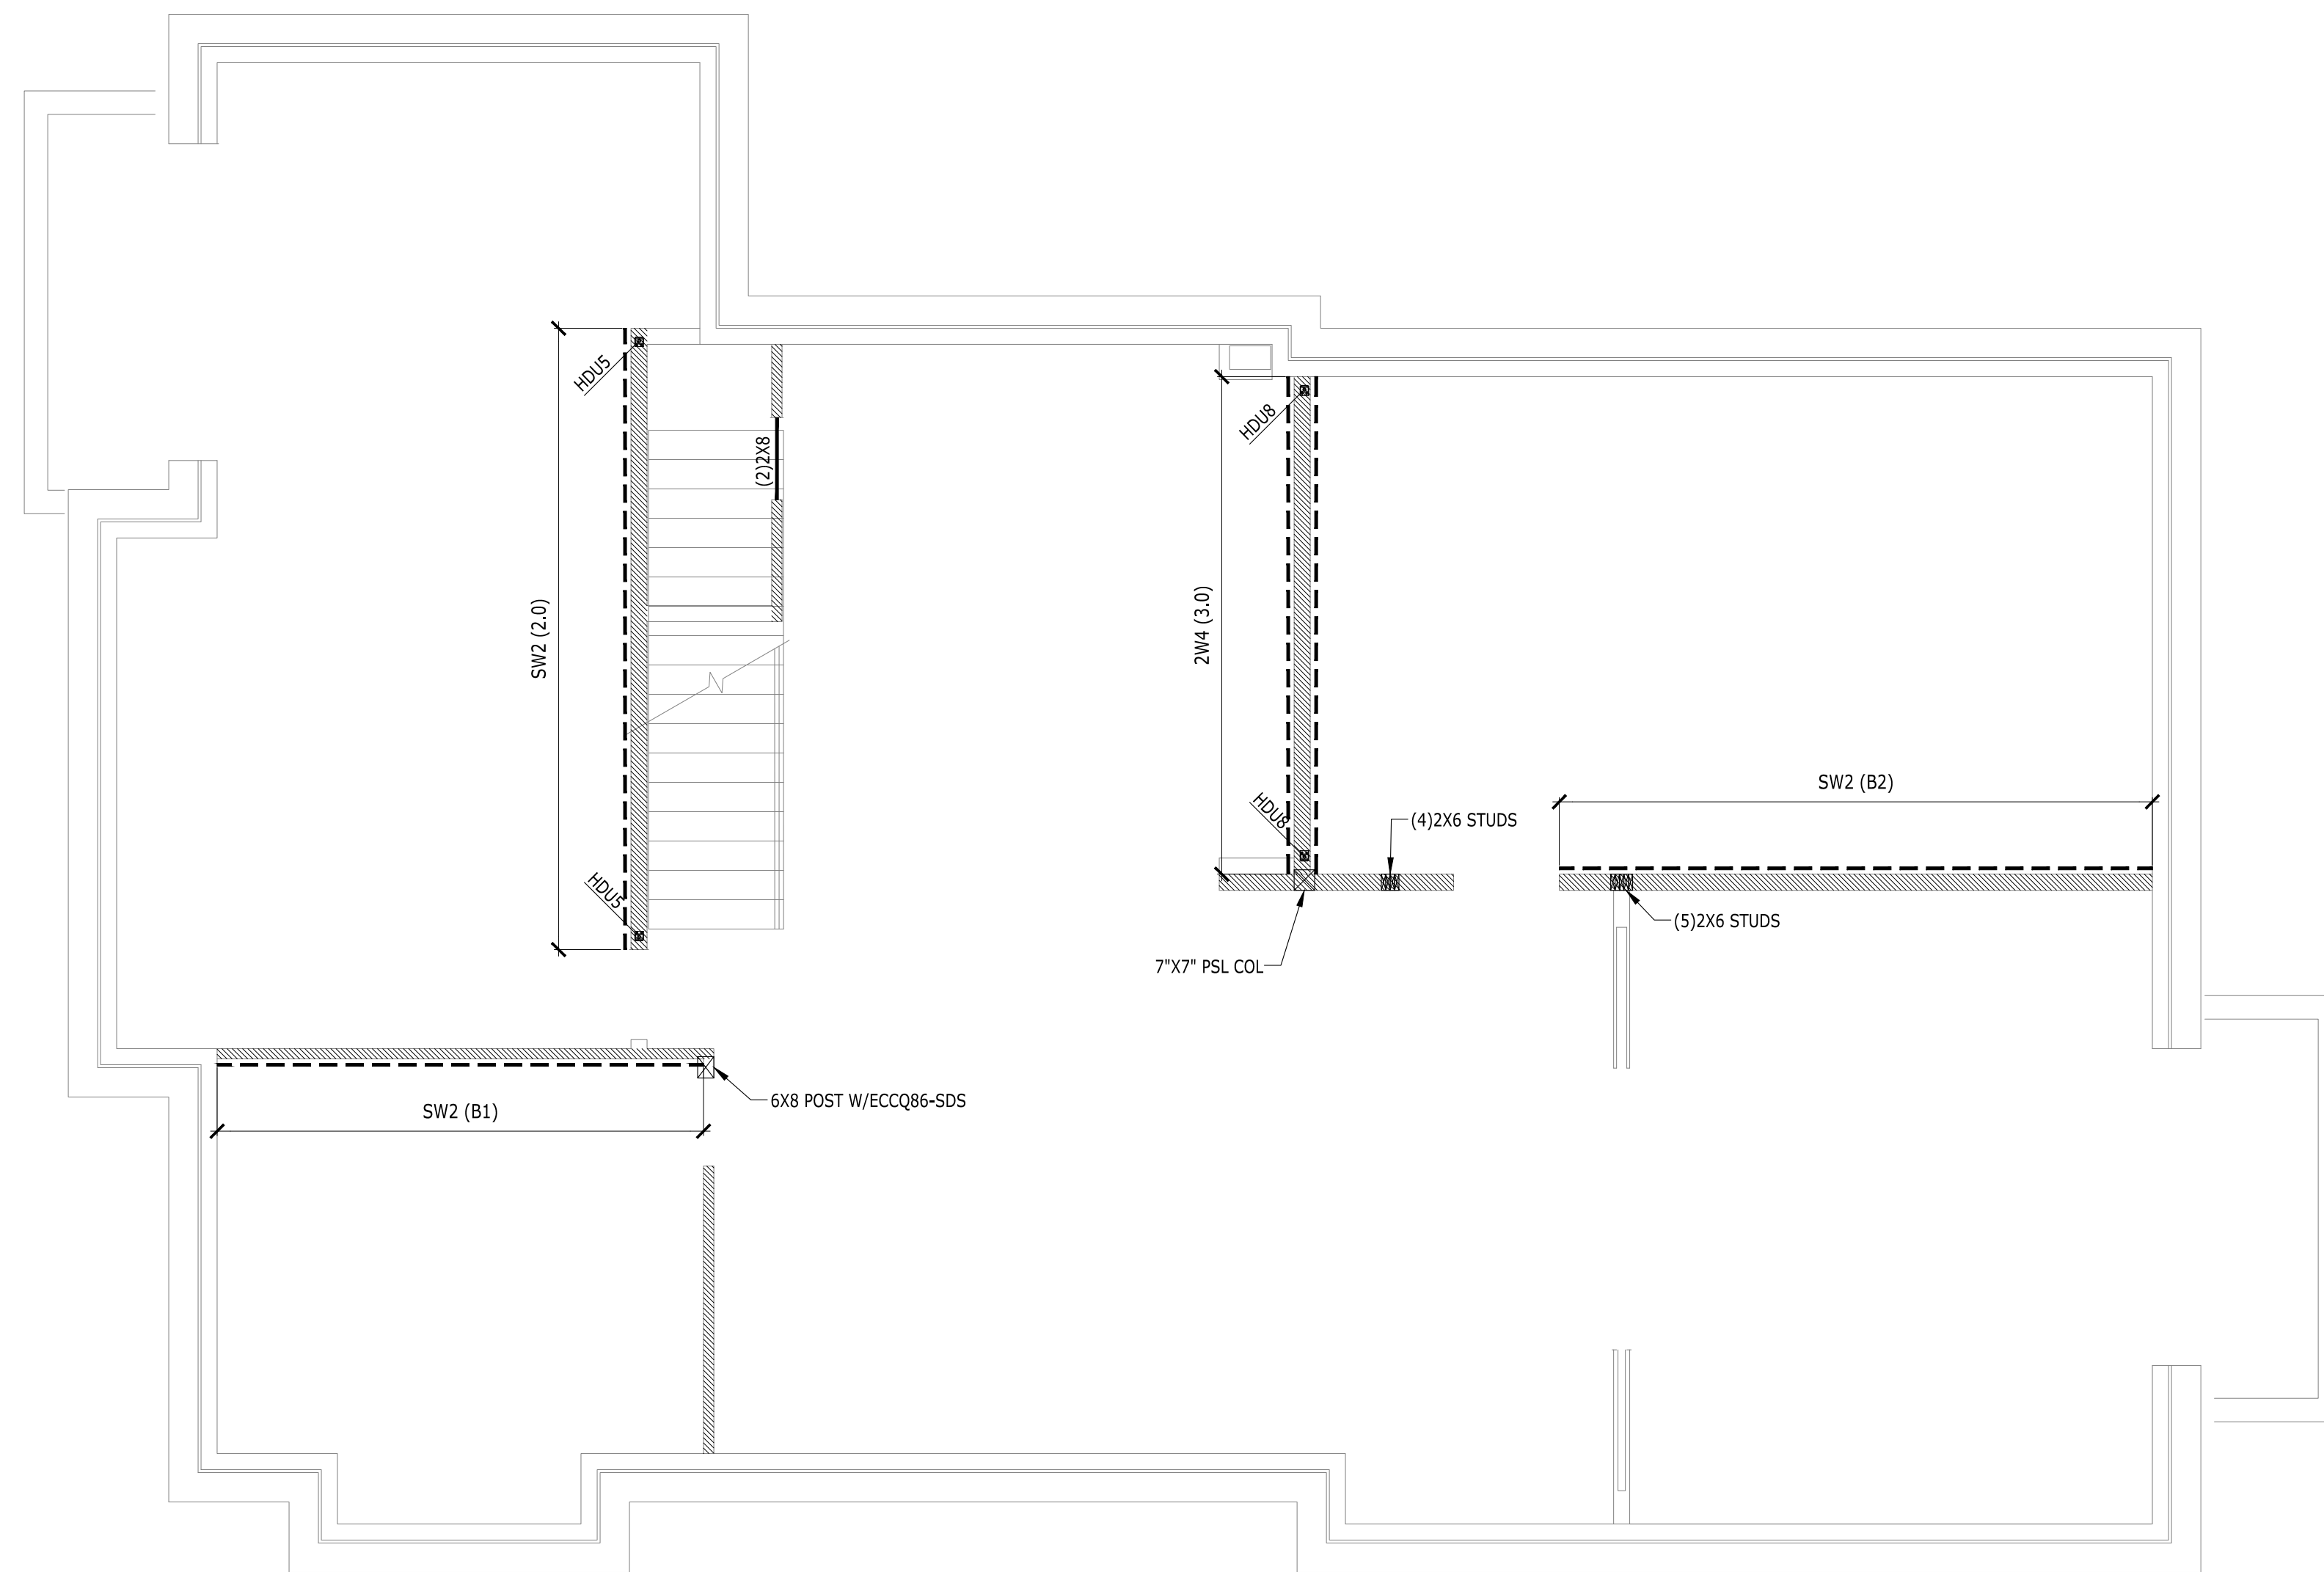 HDU5
HDU8
(2)2X8
SW2 (2.0)
2W4 (3.0)
SW2 (B2)
HDU8
(4)2X6 STUDS
HDU5
(5)2X6 STUDS
7"X7" PSL COL
6X8 POST W/ECCQ86-SDS
SW2 (B1)